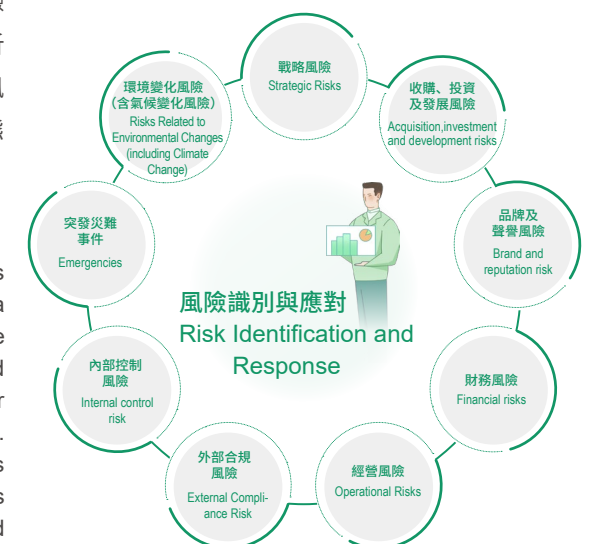 戰略風險
Strategic Risks
收購、投資
及發展風險
Acquisition,investment
and development risks
品牌及
聲譽風險
Brand and
reputation risk
財務風險
Financial risks
經營風險
Operational Risks
外部合規
風險
External Compli-
ance Risk
內部控制
風險
Internal control
risk
突發災難
事件
Emergencies
環境變化風險
（含氣候變化風險）
Risks Related to
Environmental Changes
(including Climate
Change)
風險識別與應對
Risk Identification and
Response